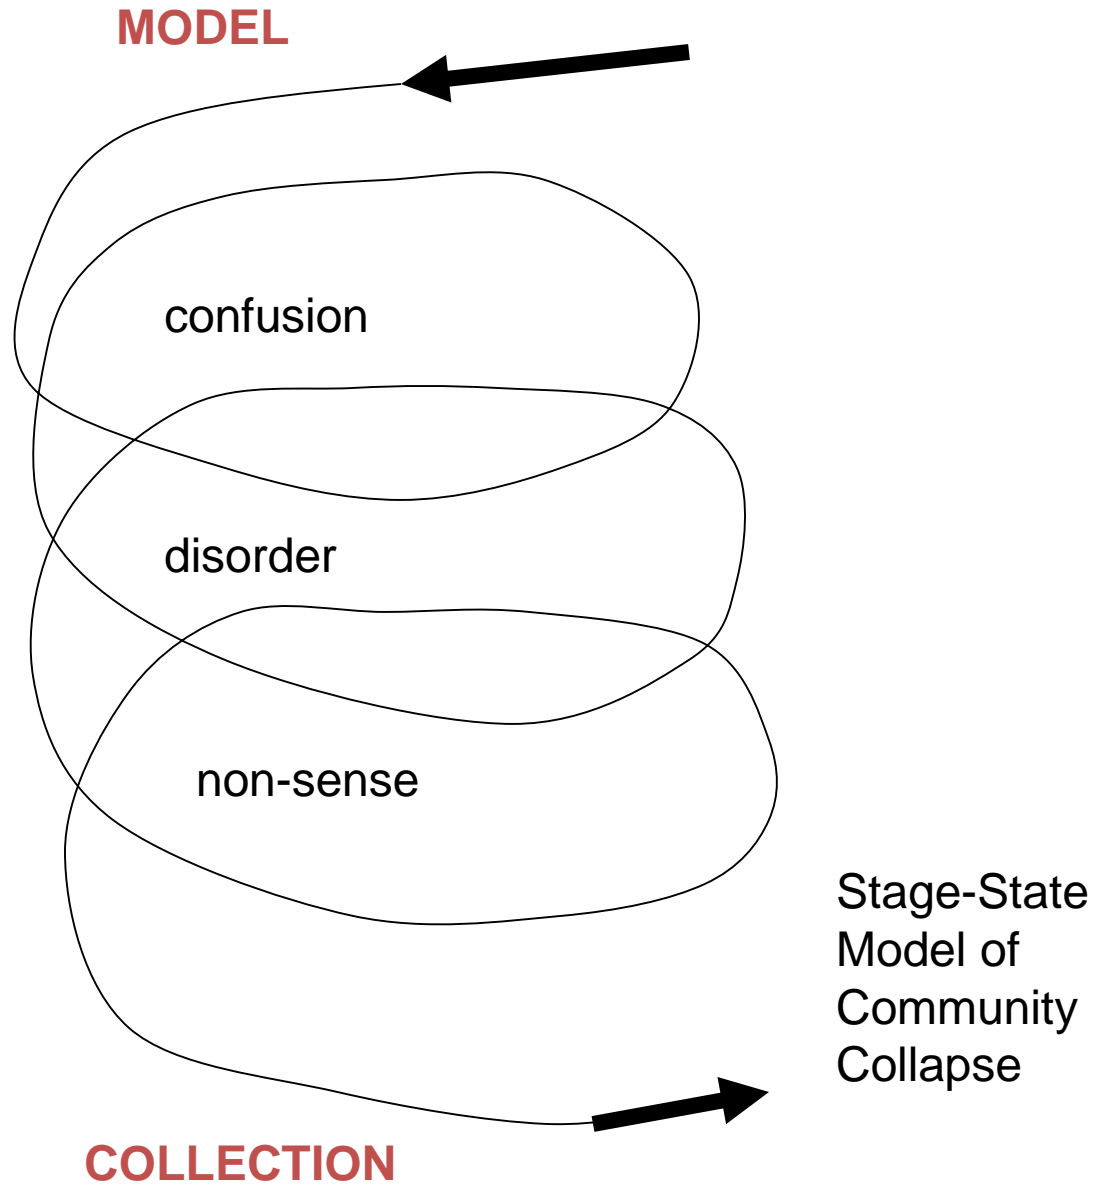 MODEL
confusion
disorder
non-sense
Stage-State
Model of
Community
Collapse
COLLECTION